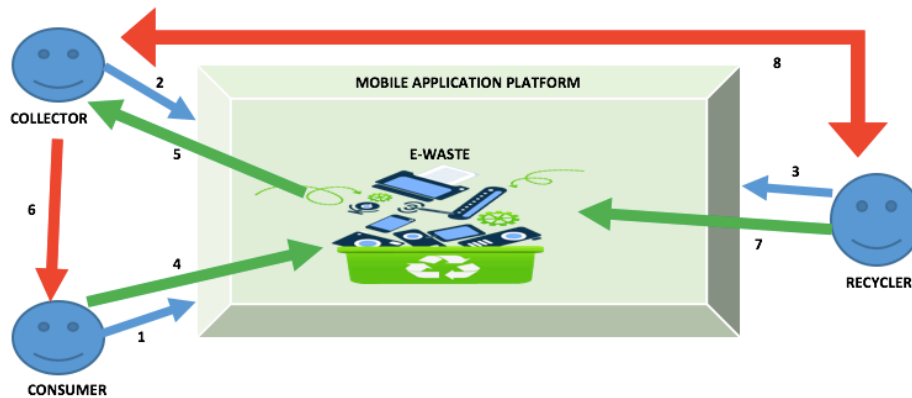 8
2
MOBILE APPLICATION PLATFORM
COLLECTOR
5
E-WASTE
3
6
4
7
RECYCLER
1
CONSUMER